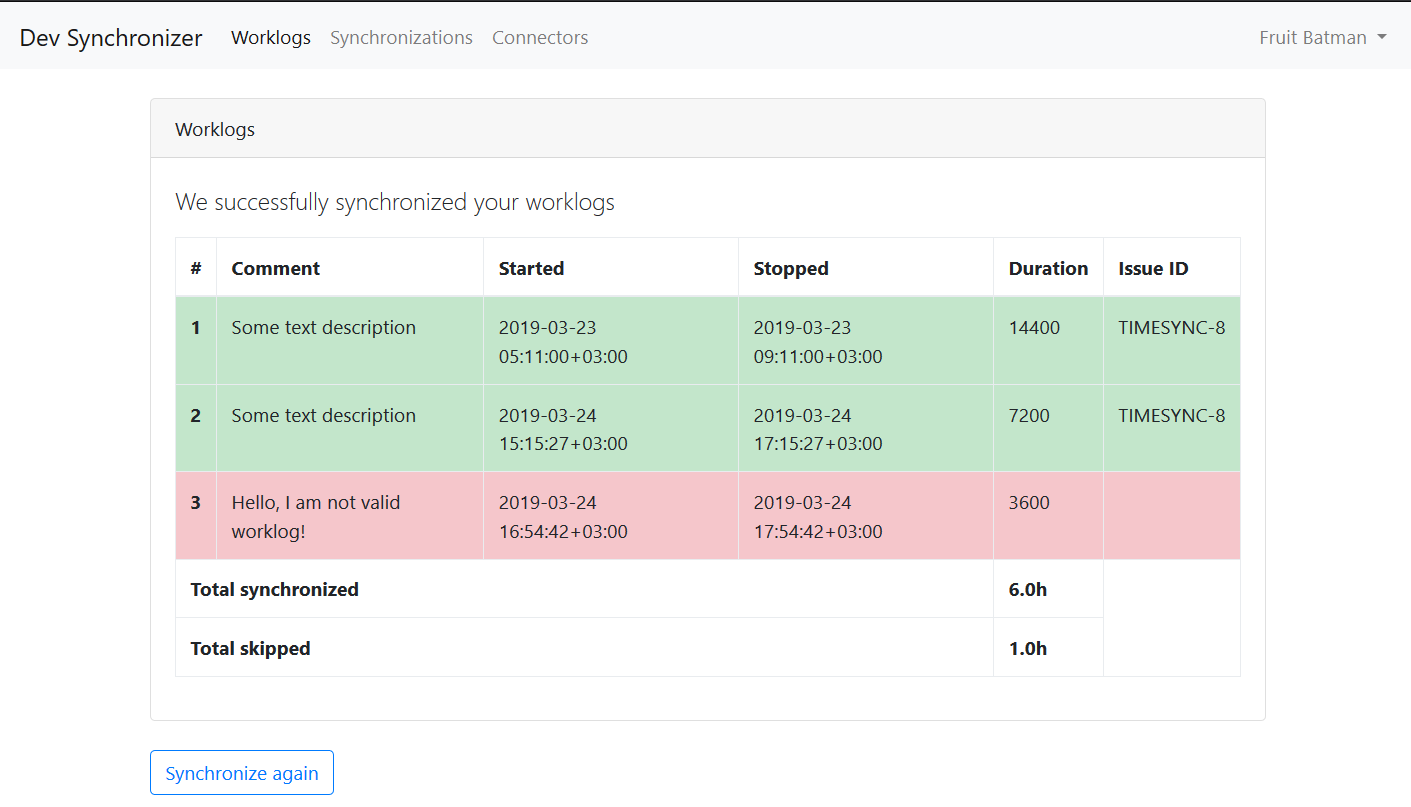 Dev Synchronizer Worklogs Synchronizations Connectors Fruit Batman
Worklogs
We successfully synchronized your worklogs
# Comment Started Stopped Duration Issue ID
1 Some text description 2019-03-23 2019-03-23 14400 TIMESYNC-8
05:11:00+03:00 09:11:00+03:00
2 Some text description 2019-03-24 2019-03-24 7200 TIMESYNC-8
15:15:27+03:00 17:15:27+03:00
3 Hello, I am not valid 2019-03-24 2019-03-24 3600
worklog! 16:54:42+03:00 17:54:42+03:00
Total synchronized 6.0h
Total skipped 1.0h
Synchronize again